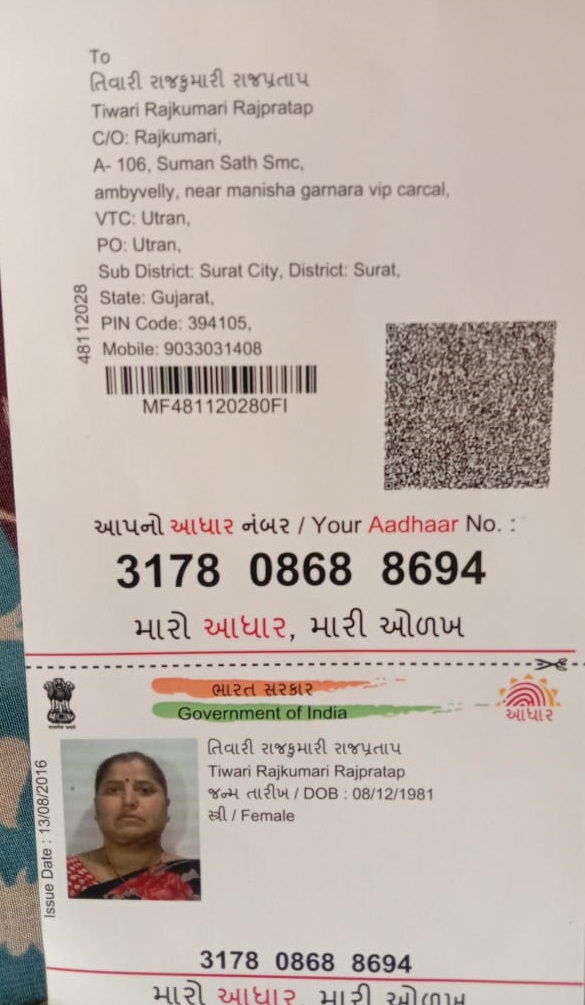 To
તિવારી રાજકુમારી રાજપ્રતાપ
Tiwari Rajkumari Rajpratap
C/O: Rajkumari,
A- 106, Suman Sath Smc,
ambyvelly, near manisha garnara vip carcal,
VTC: Utran,
PO: Utran,
Sub District: Surat City, District: Surat,
State: Gujarat,
PIN Code: 394105,
Mobile: 9033031408
48112028
MF481120280FI
આપનો આધાર નંબર / Your Aadhaar No. :
3178 0868 8694
મારો આધાર, મારી ઓળખ
ભારત સરકાર
Government of India
આધાર
તિવારી રાજકુમારી રાજપ્રતાપ
Tiwari Rajkumari Rajpratap
જન્મ તારીખ / DOB : 08/12/1981
સ્ત્રી / Female
Issue Date : 13/08/2016
3178 0868 8694
મારો આધાર, મારી ઓળખ